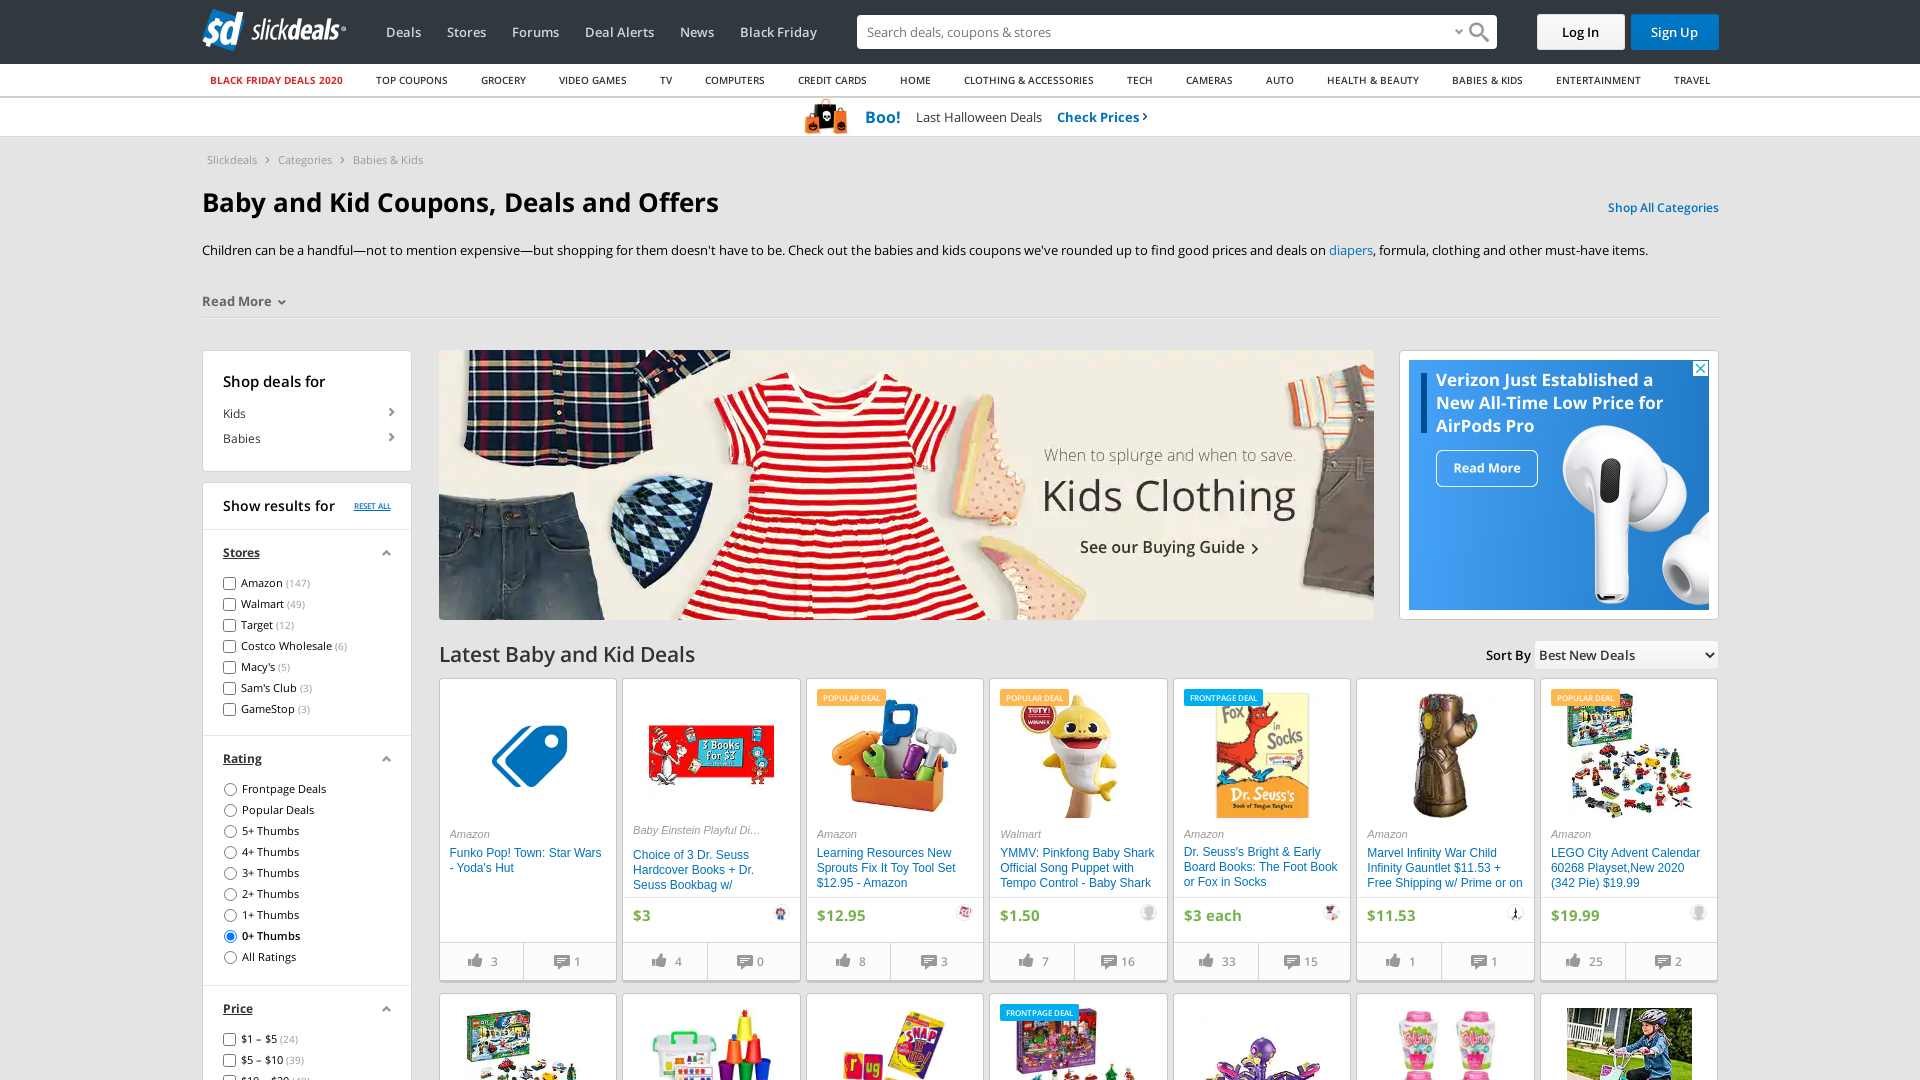 slickdeals
Deals
Stores
Forums
Deal Alerts
News
Black Friday
Search deals, coupons & stores
Log In
Sign Up
BLACK FRIDAY DEALS 2020
TOP COUPONS
GROCERY
VIDEO GAMES
TV
COMPUTERS
CREDIT CARDS
HOME
CLOTHING & ACCESSORIES
TECH
CAMERAS
AUTO
HEALTH & BEAUTY
BABIES & KIDS
ENTERTAINMENT
TRAVEL
Boo! Last Halloween Deals Check Prices
Slickdeals > Categories > Babies & Kids
Baby and Kid Coupons, Deals and Offers
Shop All Categories
Children can be a handful—not to mention expensive—but shopping for them doesn't have to be. Check out the babies and kids coupons we've rounded up to find good prices and deals on diapers, formula, clothing and other must-have items.
Read More
Shop deals for
Kids
Babies
Show results for RESET ALL
Stores
Amazon (147)
Walmart (49)
Target (12)
Costco Wholesale (6)
Macy's (5)
Sam's Club (3)
GameStop (3)
Rating
Frontpage Deals
Popular Deals
5+ Thumbs
4+ Thumbs
3+ Thumbs
2+ Thumbs
1+ Thumbs
0+ Thumbs
All Ratings
Price
$1 – $5 (24)
$5 – $10 (39)
When to splurge and when to save.
Kids Clothing
See our Buying Guide
Verizon Just Established a
New All-Time Low Price for
AirPods Pro
Read More
Latest Baby and Kid Deals
Sort By Best New Deals
Amazon
Funko Pop! Town: Star Wars
- Yoda's Hut
3
1
3 Books
for $3
Baby Einstein Playful Di...
Choice of 3 Dr. Seuss
Hardcover Books + Dr.
Seuss Bookbag w/
$3
4
0
POPULAR DEAL
Amazon
Learning Resources New
Sprouts Fix It Toy Tool Set
$12.95 - Amazon
$12.95
8
3
POPULAR DEAL
TOTY!
WINNER
Walmart
YMMV: Pinkfong Baby Shark
Official Song Puppet with
Tempo Control - Baby Shark
$1.50
7
16
FRONTPAGE DEAL
Fox
in
Socks
Dr. Seuss's
Book of Tongue Tanglers
Amazon
Dr. Seuss's Bright & Early
Board Books: The Foot Book
or Fox in Socks
$3 each
33
15
Amazon
Marvel Infinity War Child
Infinity Gauntlet $11.53 +
Free Shipping w/ Prime or on
$11.53
1
1
POPULAR DEAL
Amazon
LEGO City Advent Calendar
60268 Playset,New 2020
(342 Pie) $19.99
$19.99
25
2
SNAP
r ug
FRONTPAGE DEAL